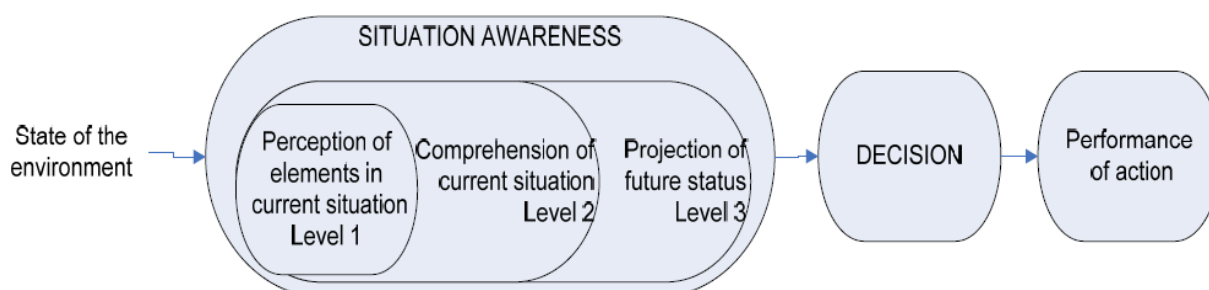 SITUATION AWARENESS
State of the
environment
Perception of
elements in
current situation
Level 1
Comprehension of
current situation
Level 2
Projection of
future status
Level 3
DECISION
Performance
of action